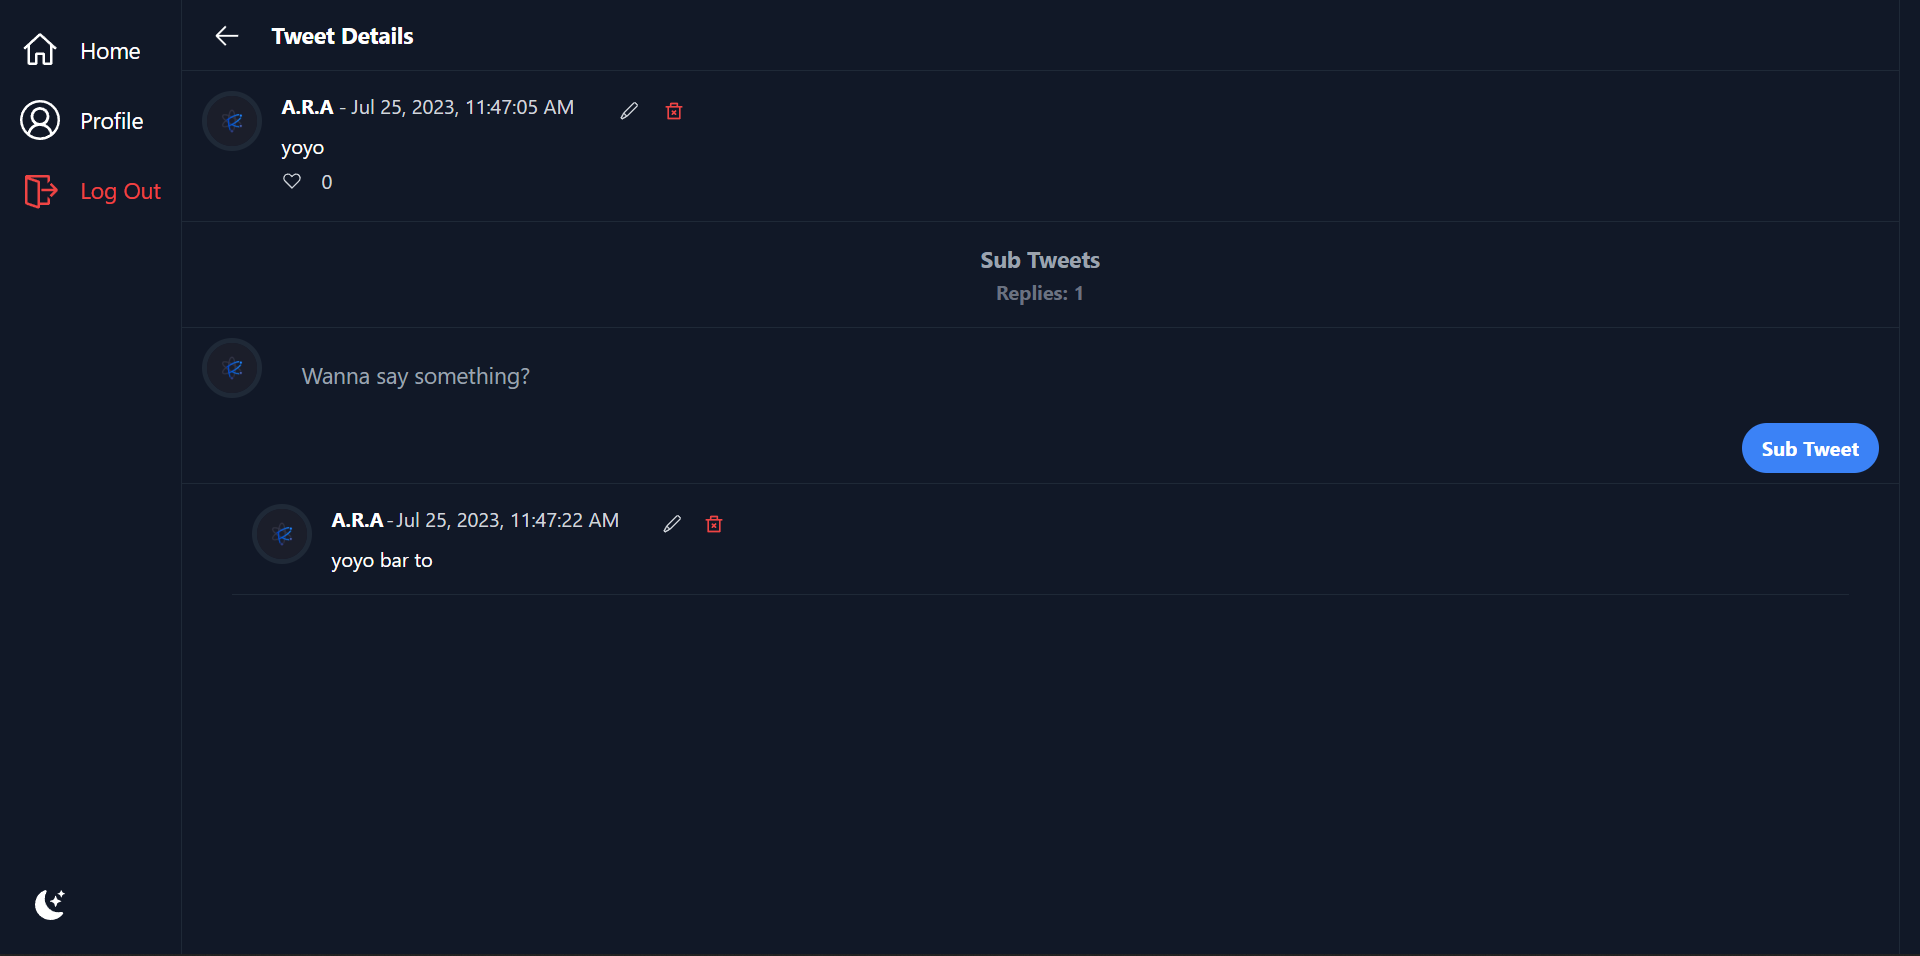 Home
Profile
Log Out
Tweet Details
A.R.A - Jul 25, 2023, 11:47:05 AM
yoyo
0
Sub Tweets
Replies: 1
Wanna say something?
Sub Tweet
A.R.A - Jul 25, 2023, 11:47:22 AM
yoyo bar to